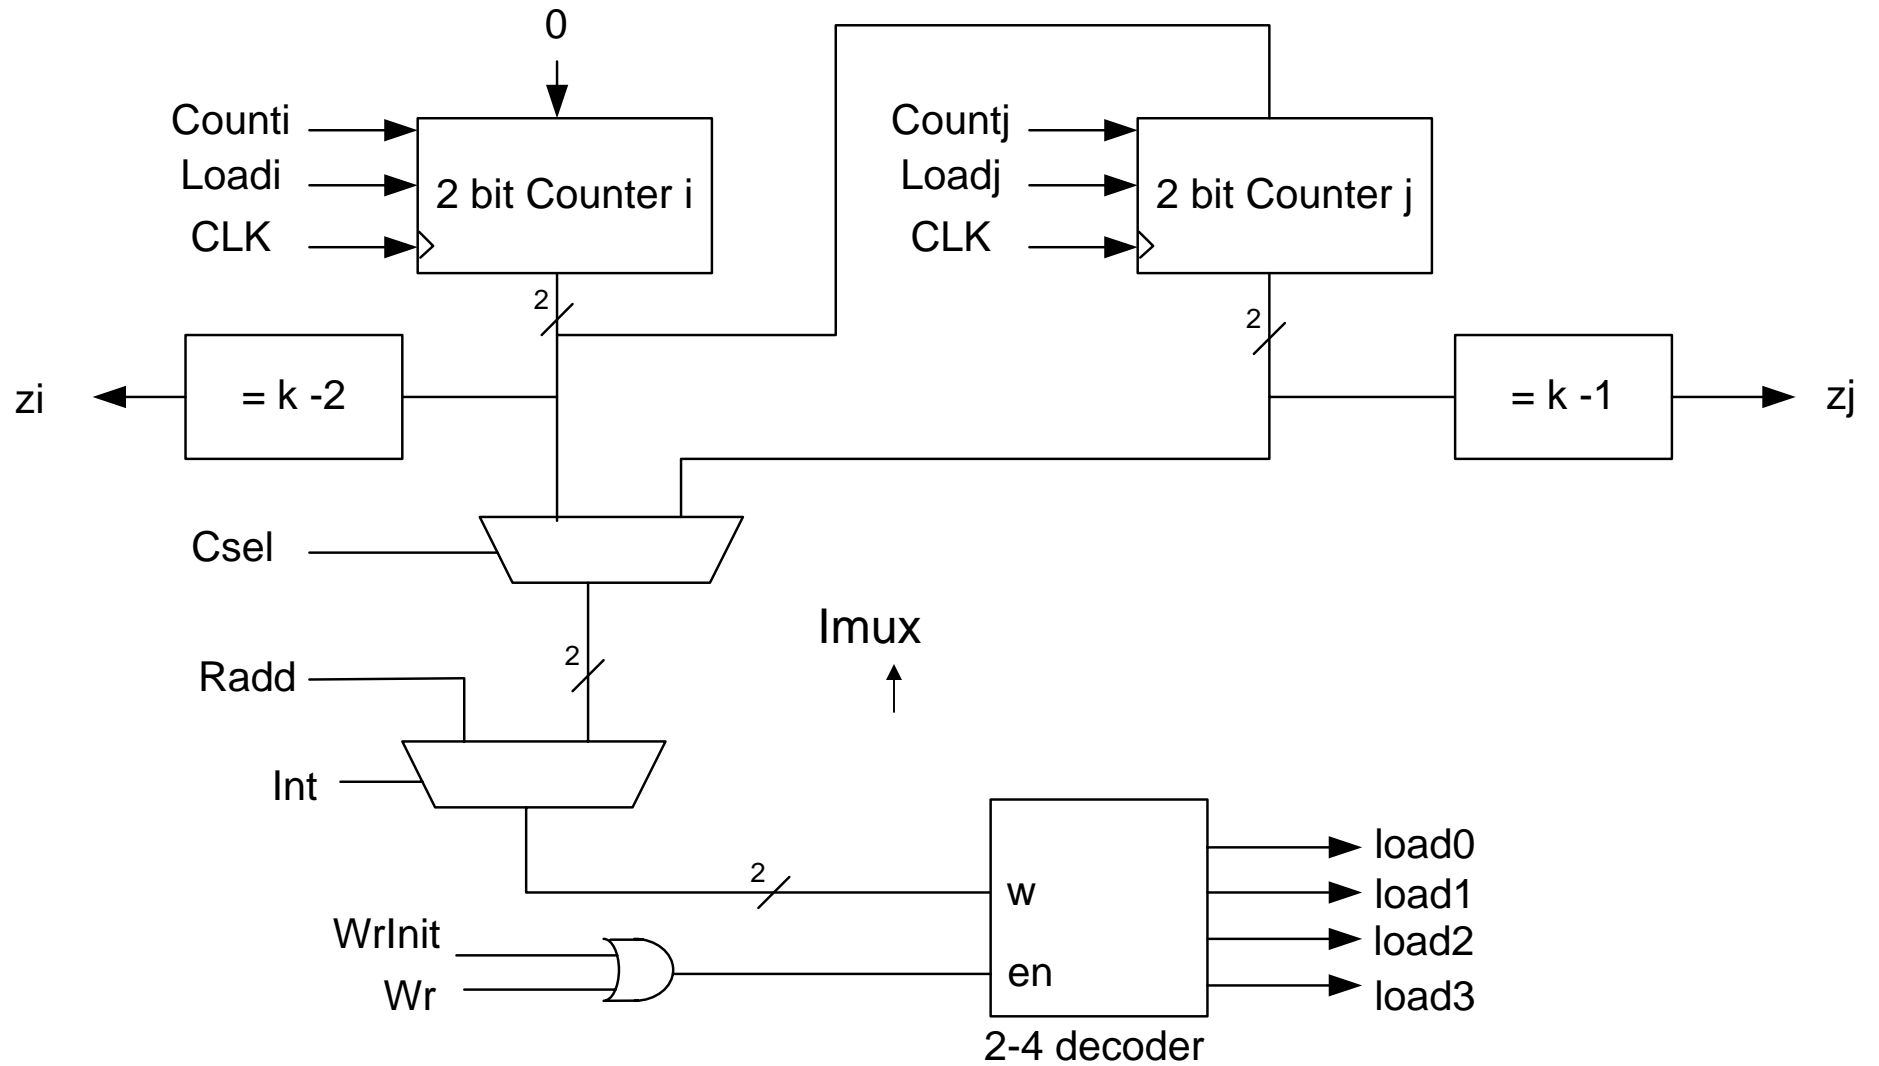 0
Counti
Loadi
CLK
2 bit Counter i
Countj
Loadj
CLK
2 bit Counter j
2
2
zi
= k -2
= k -1
zj
Csel
Imux
2
Radd
Int
2
w
en
load0
load1
load2
load3
WrInit
Wr
2-4 decoder